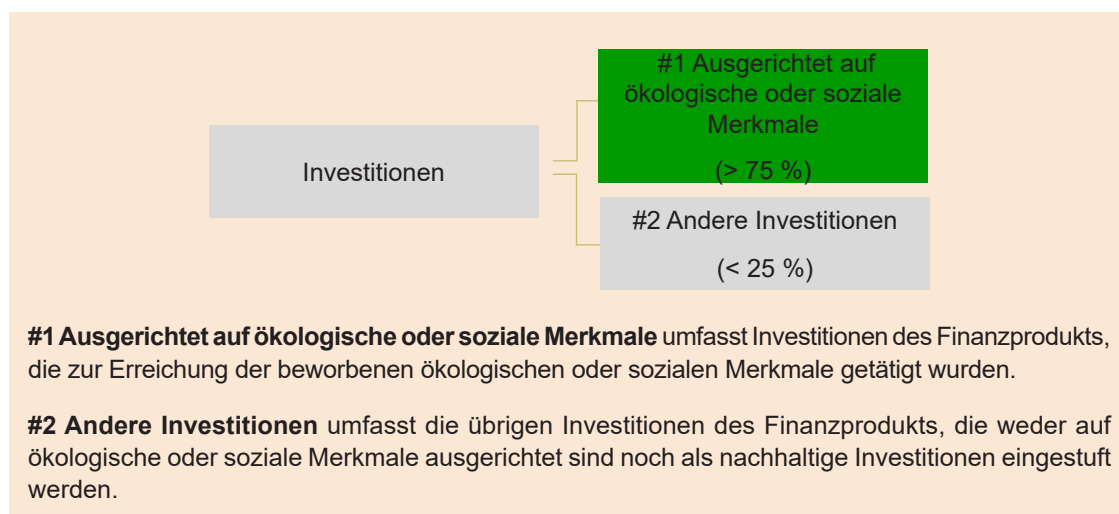 #1 Ausgerichtet auf
ökologische oder soziale
Merkmale
(> 75 %)
Investitionen
#2 Andere Investitionen
(< 25 %)
#1 Ausgerichtet auf ökologische oder soziale Merkmale umfasst Investitionen des Finanzprodukts,
die zur Erreichung der beworbenen ökologischen oder sozialen Merkmale getätigt wurden.
#2 Andere Investitionen umfasst die übrigen Investitionen des Finanzprodukts, die weder auf
ökologische oder soziale Merkmale ausgerichtet sind noch als nachhaltige Investitionen eingestuft
werden.